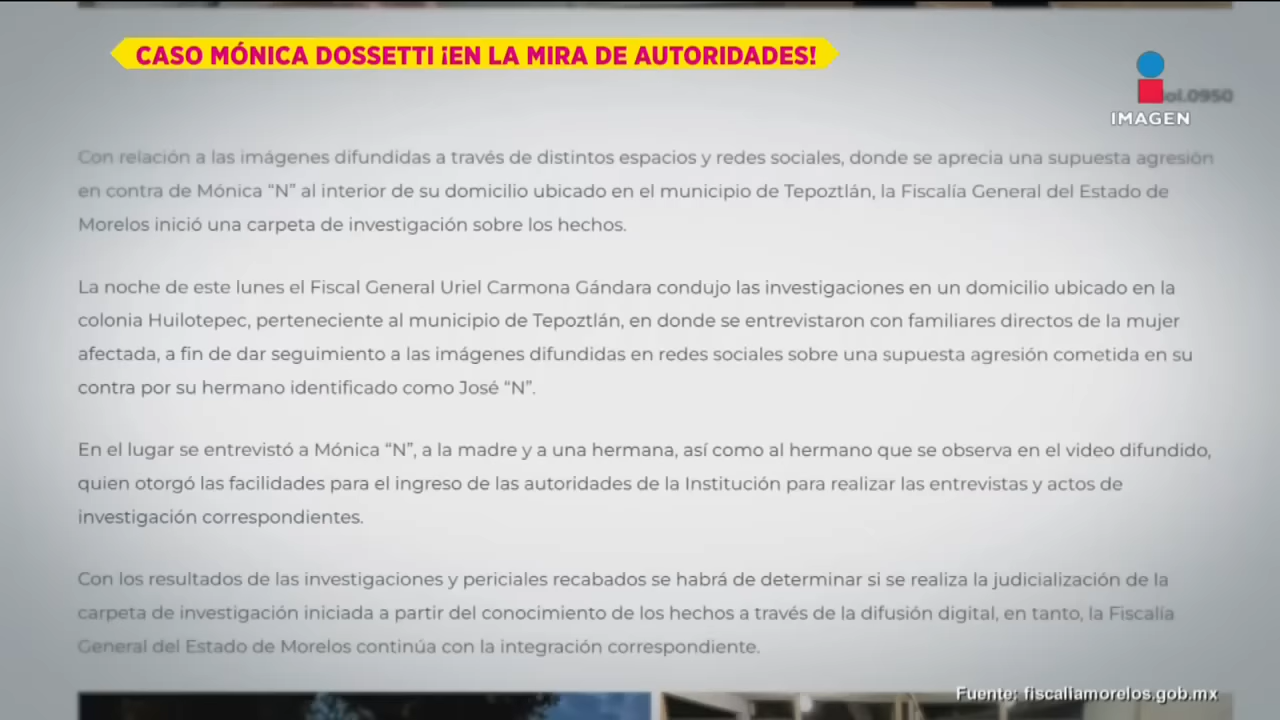 CASO MÓNICA DOSSETTI ¡EN LA MIRA DE AUTORIDADES!
ol.0950
IMAGEN
Con relación a las imágenes difundidas a través de distintos espacios y redes sociales, donde se aprecia una supuesta agresión
en contra de Mónica “N” al interior de su domicilio ubicado en el municipio de Tepoztlán, la Fiscalía General del Estado de
Morelos inició una carpeta de investigación sobre los hechos.
La noche de este lunes el Fiscal General Uriel Carmona Gándara condujo las investigaciones en un domicilio ubicado en la
colonia Huilotepec, perteneciente al municipio de Tepoztlán, en donde se entrevistaron con familiares directos de la mujer
afectada, a fin de dar seguimiento a las imágenes difundidas en redes sociales sobre una supuesta agresión cometida en su
contra por su hermano identificado como José “N”.
En el lugar se entrevistó a Mónica “N”, a la madre y a una hermana, así como al hermano que se observa en el video difundido,
quien otorgó las facilidades para el ingreso de las autoridades de la Institución para realizar las entrevistas y actos de
investigación correspondientes.
Con los resultados de las investigaciones y periciales recabados se habrá de determinar si se realiza la judicialización de la
carpeta de investigación iniciada a partir del conocimiento de los hechos a través de la difusión digital, en tanto, la Fiscalía
General del Estado de Morelos continúa con la integración correspondiente.
Fuente: fiscaliamorelos.gob.mx